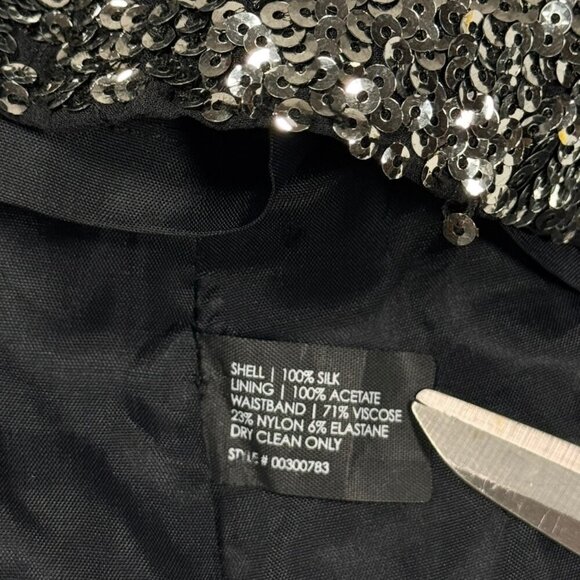 SHELL | 100% SILK
LINING | 100% ACETATE
WAISTBAND | 71% VISCOSE
23% NYLON 6% ELASTANE
DRY CLEAN ONLY
STYLE # 00300783